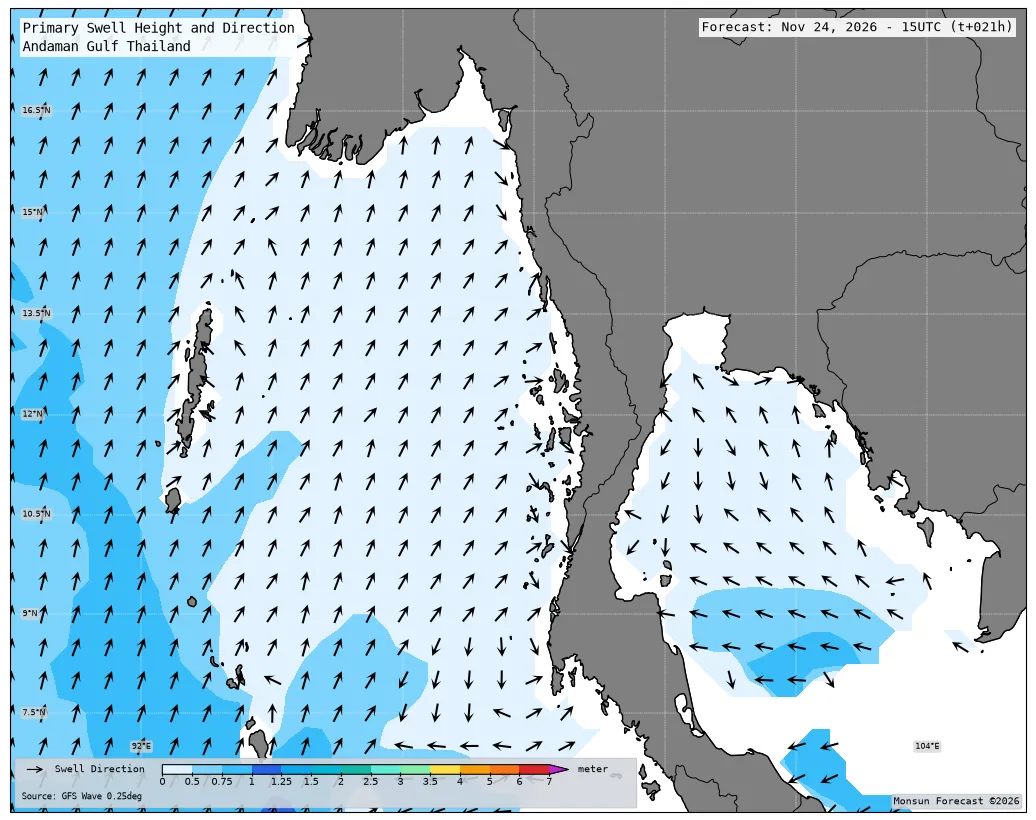 Primary Swell Height and Direction
Andaman Gulf Thailand
Forecast: Nov 24, 2026 - 15UTC (t+021h)
16.5°N
15°N
13.5°N
12°N
10.5°N
9°N
7.5°N
92°E
104°E
Swell Direction
0 0.5 0.75 1 1.25 1.5 2 2.5 3 3.5 4 5 6 7 meter
Source: GFS Wave 0.25deg
Monsun Forecast ©2026